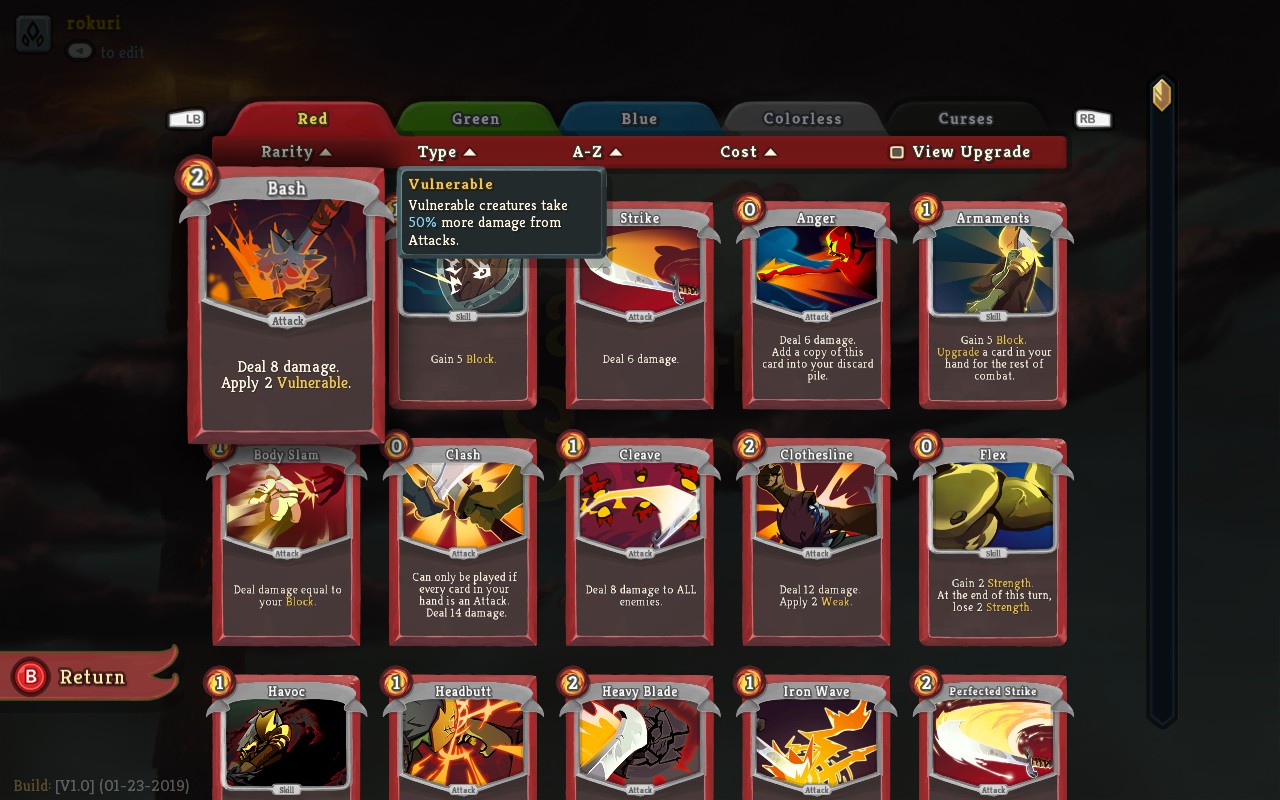 rokuri
to edit
LB
Red
Green
Blue
Colorless
Curses
RB
Rarity
Type
A-Z
Cost
View Upgrade
2
Bash
Attack
Deal 8 damage.
Apply 2 Vulnerable.
Vulnerable
Vulnerable creatures take
50% more damage from
Attacks.
1
Skill
Gain 5 Block.
Strike
Attack
Deal 6 damage.
0
Anger
Attack
Deal 6 damage.
Add a copy of this
card into your discard
pile.
1
Armaments
Skill
Gain 5 Block.
Upgrade a card in your
hand for the rest of
combat.
1
Body Slam
Attack
Deal damage equal to
your Block.
0
Clash
Attack
Can only be played if
every card in your
hand is an Attack.
Deal 14 damage.
1
Cleave
Attack
Deal 8 damage to ALL
enemies.
2
Clothesline
Attack
Deal 12 damage.
Apply 2 Weak.
0
Flex
Skill
Gain 2 Strength.
At the end of this turn,
lose 2 Strength.
B
Return
1
Havoc
Skill
1
Headbutt
Attack
2
Heavy Blade
Attack
1
Iron Wave
Attack
2
Perfected Strike
Attack
Build: [V1.0] (01-23-2019)